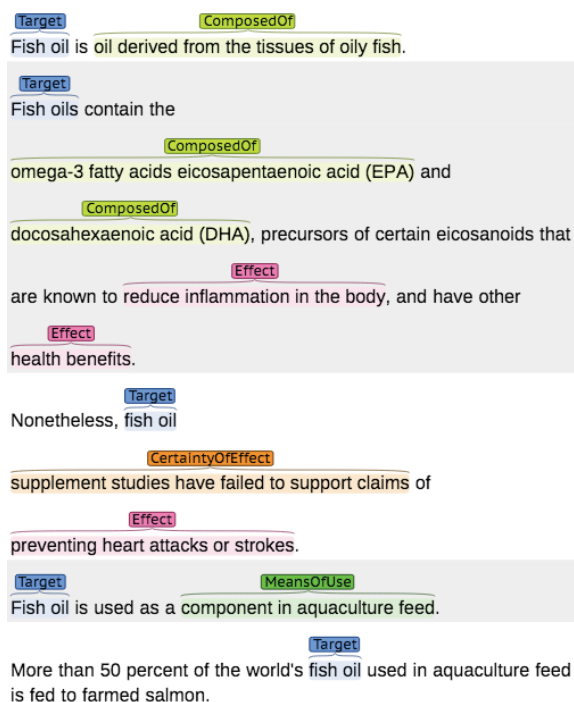 Target ComposedOf
Fish oil is oil derived from the tissues of oily fish.
Target
Fish oils contain the
ComposedOf
omega-3 fatty acids eicosapentaenoic acid (EPA) and
ComposedOf
docosahexaenoic acid (DHA), precursors of certain eicosanoids that
Effect
are known to reduce inflammation in the body, and have other
Effect
health benefits.
Target
Nonetheless, fish oil
CertaintyOfEffect
supplement studies have failed to support claims of
Effect
preventing heart attacks or strokes.
Target MeansOfUse
Fish oil is used as a component in aquaculture feed.
Target
More than 50 percent of the world's fish oil used in aquaculture feed
is fed to farmed salmon.